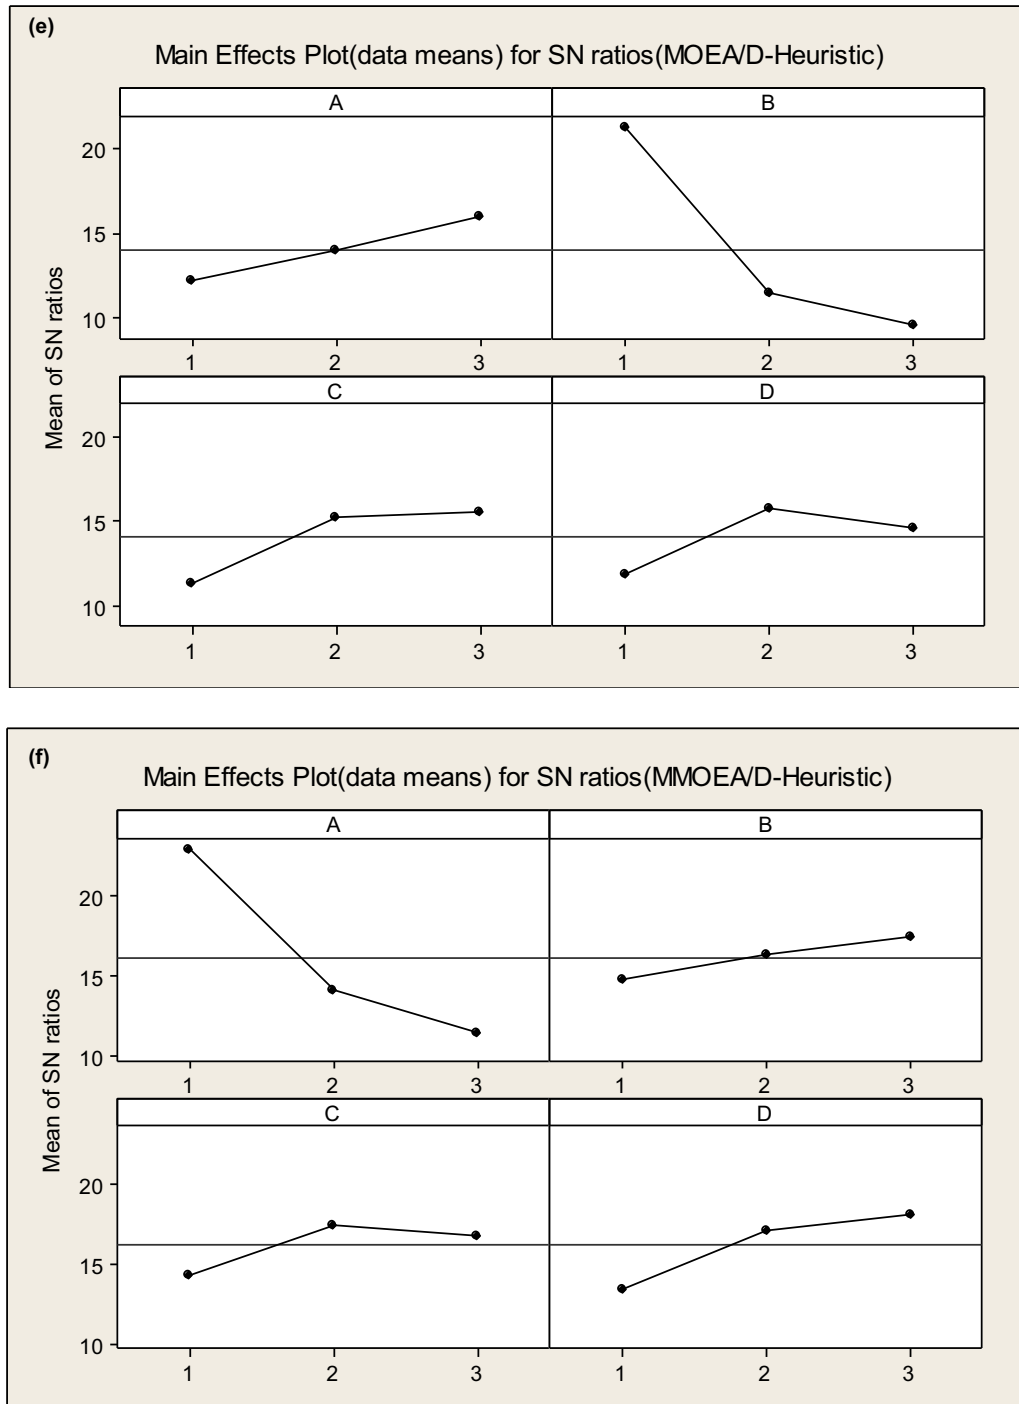 (e)
Main Effects Plot(data means) for SN ratios(MOEA/D-Heuristic)
A B
20
15
10
1 2 3 1 2 3
Mean of SN ratios
C D
20
15
10
1 2 3 1 2 3
(f)
Main Effects Plot(data means) for SN ratios(MMOEA/D-Heuristic)
A B
20
15
10
1 2 3 1 2 3
Mean of SN ratios
C D
20
15
10
1 2 3 1 2 3